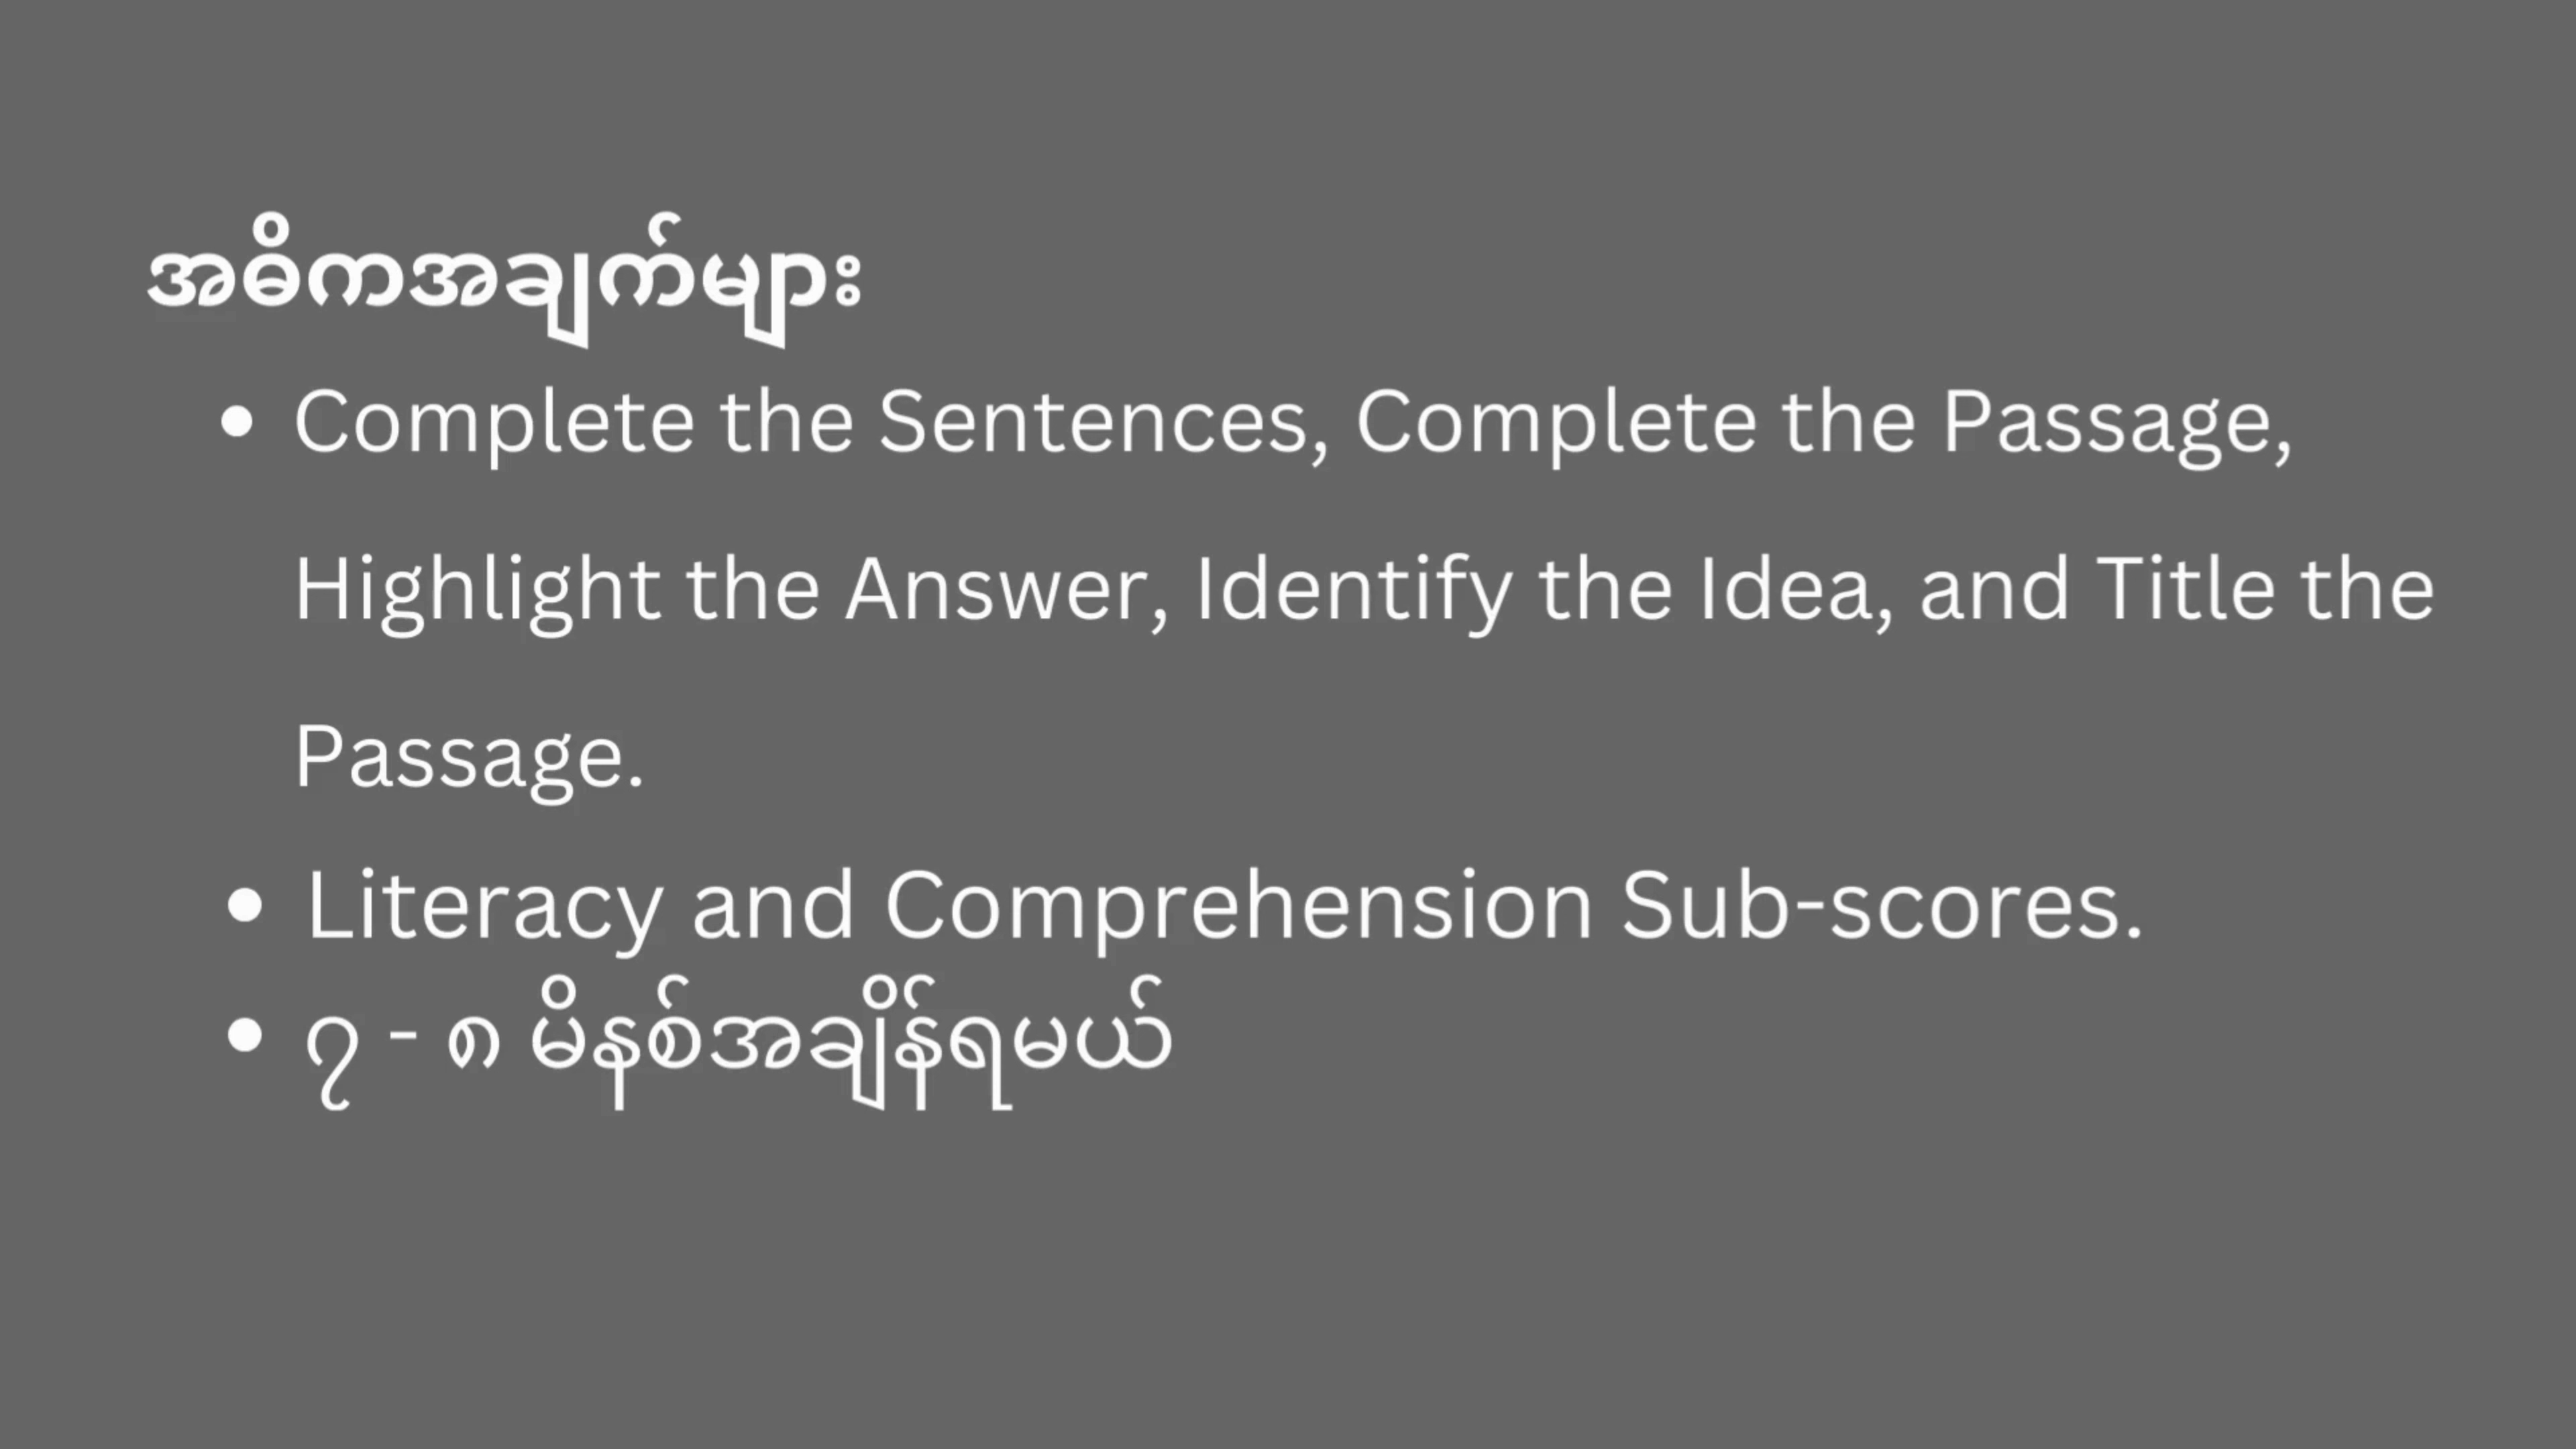 အဓိကအချက်များ
• Complete the Sentences, Complete the Passage,
Highlight the Answer, Identify the Idea, and Title the
Passage.
• Literacy and Comprehension Sub-scores.
• ၇ - ၈ မိနစ်အချိန်ရမယ်